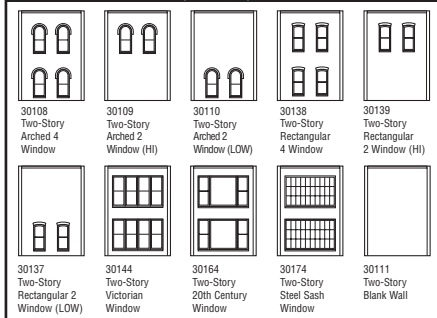 30108
Two-Story
Arched 4
Window
30109
Two-Story
Arched 2
Window (HI)
30110
Two-Story
Arched 2
Window (LOW)
30138
Two-Story
Rectangular
4 Window
30139
Two-Story
Rectangular
2 Window (HI)
30137
Two-Story
Rectangular 2
Window (LOW)
30144
Two-Story
Victorian
Window
30164
Two-Story
20th Century
Window
30174
Two-Story
Steel Sash
Window
30111
Two-Story
Blank Wall